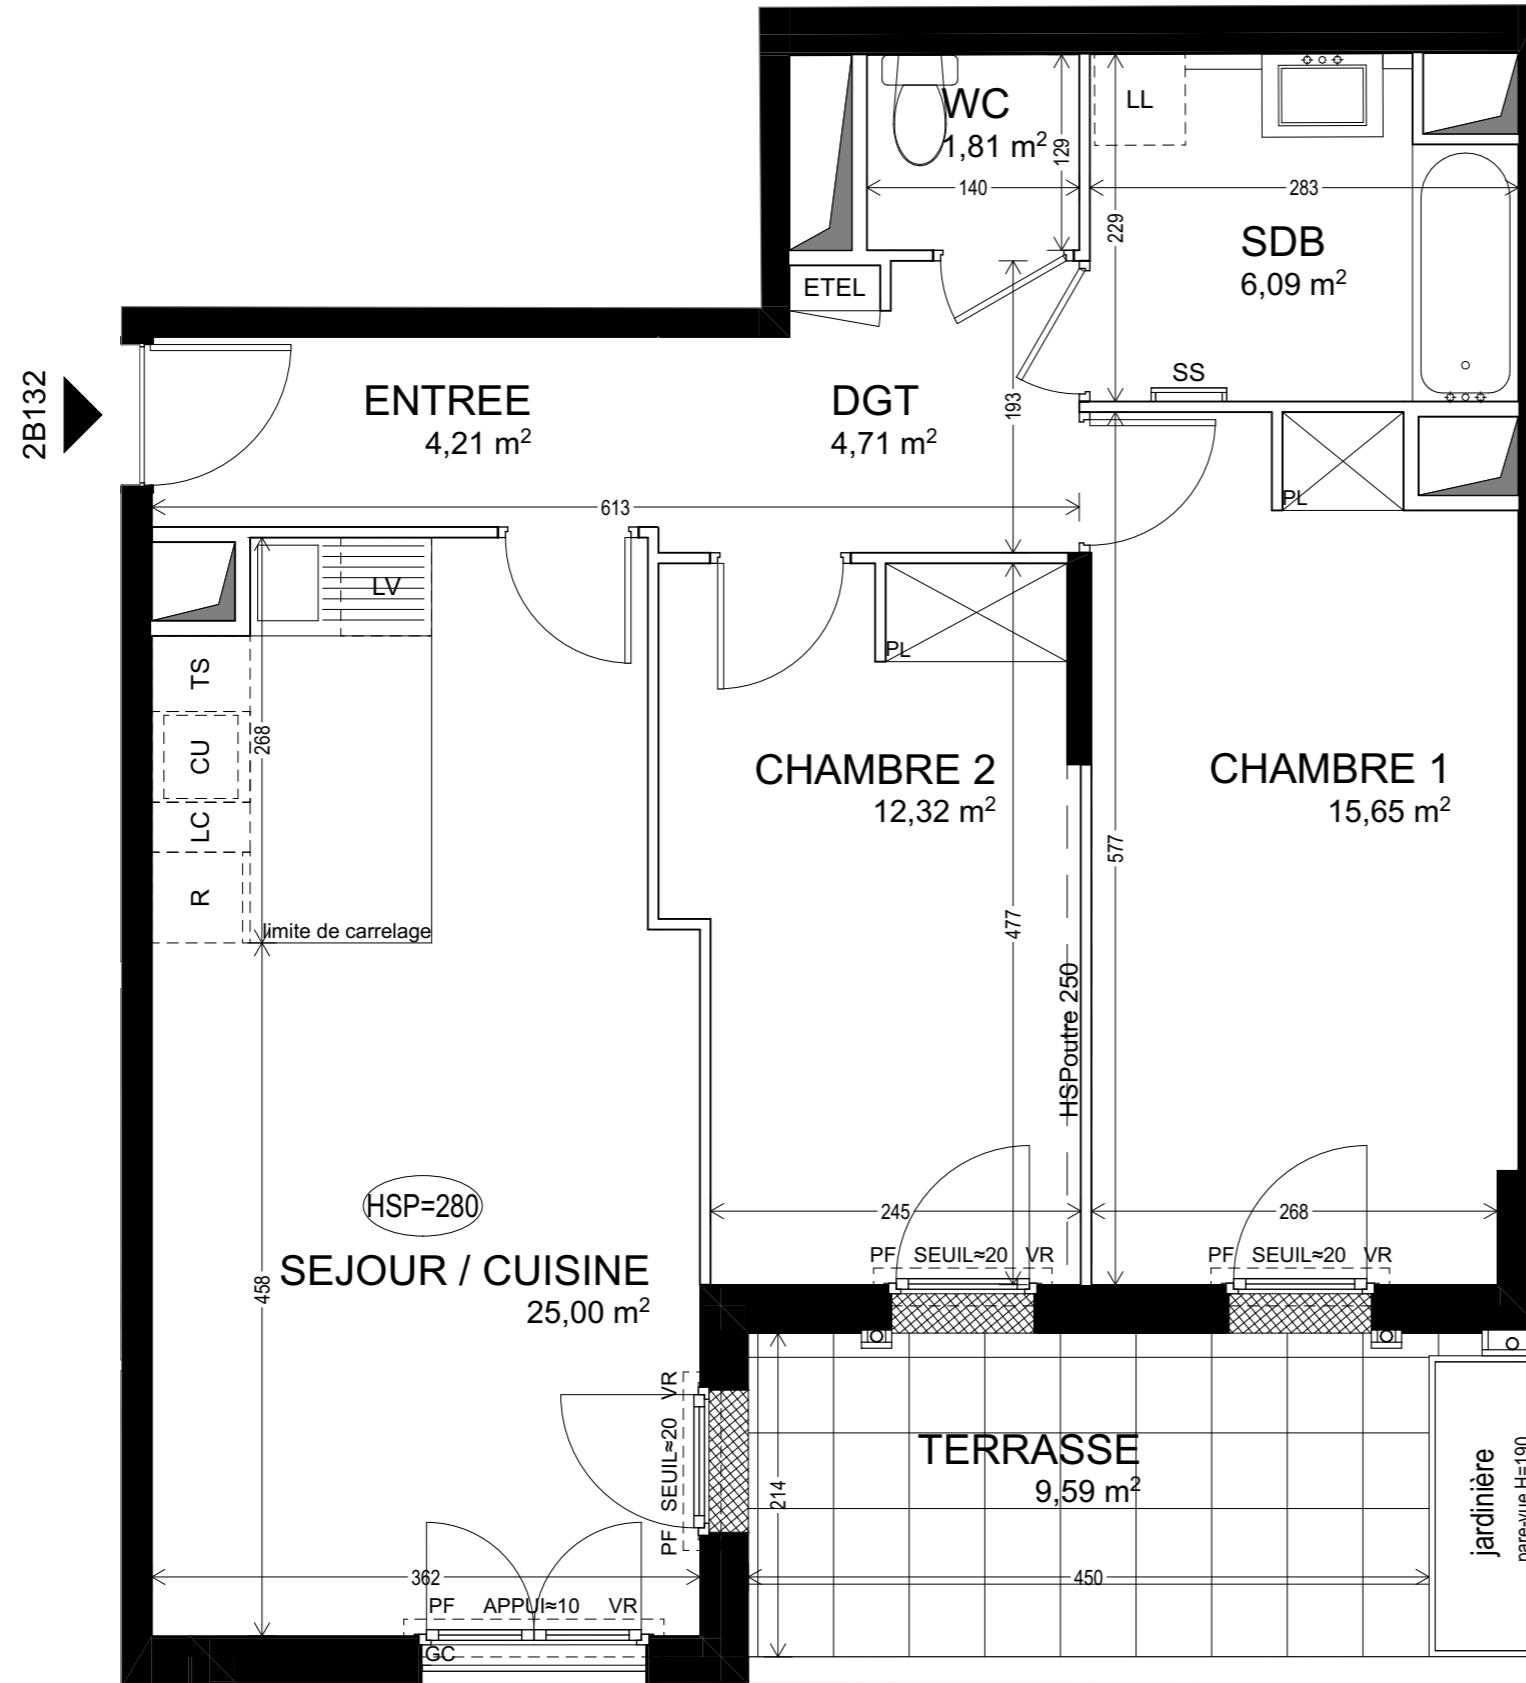 WC
1,81 m²
129
140
LL
283
229
SDB
6,09 m²
ETEL
SS
2B132
ENTREE
4,21 m²
DGT
4,71 m²
193
613
PL
LV
PL
TS
CU
268
LC
R
limite de carrelage
CHAMBRE 2
12,32 m²
CHAMBRE 1
15,65 m²
577
477
HSPoutre 250
HSP=280
245
268
SEJOUR / CUISINE
25,00 m²
458
PF SEUIL≈20 VR
PF SEUIL≈20 VR
PF SEUIL≈20 VR
TERRASSE
9,59 m²
214
jardinière
pare-vue H=190
362
450
PF APPUI≈10 VR
GC